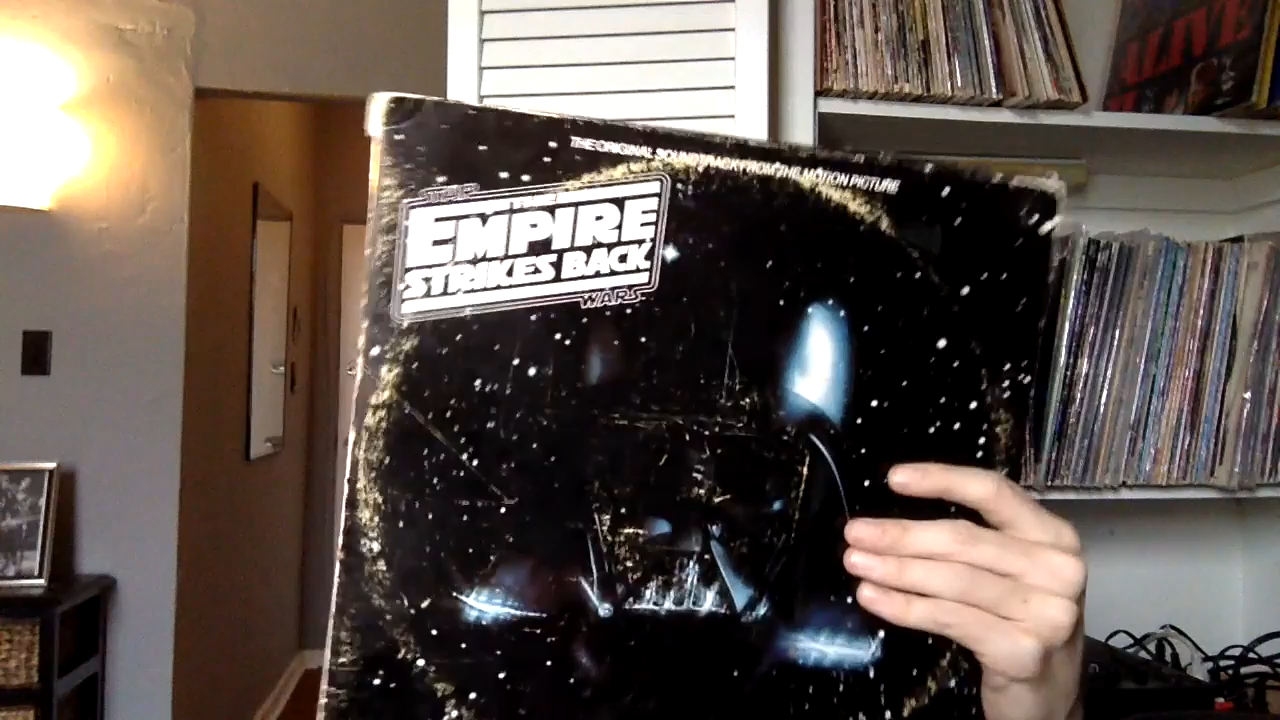 THE ORIGINAL SOUNDTRACK FROM THE MOTION PICTURE
STAR
THE
EMPIRE
STRIKES BACK
WARS
ALIVE